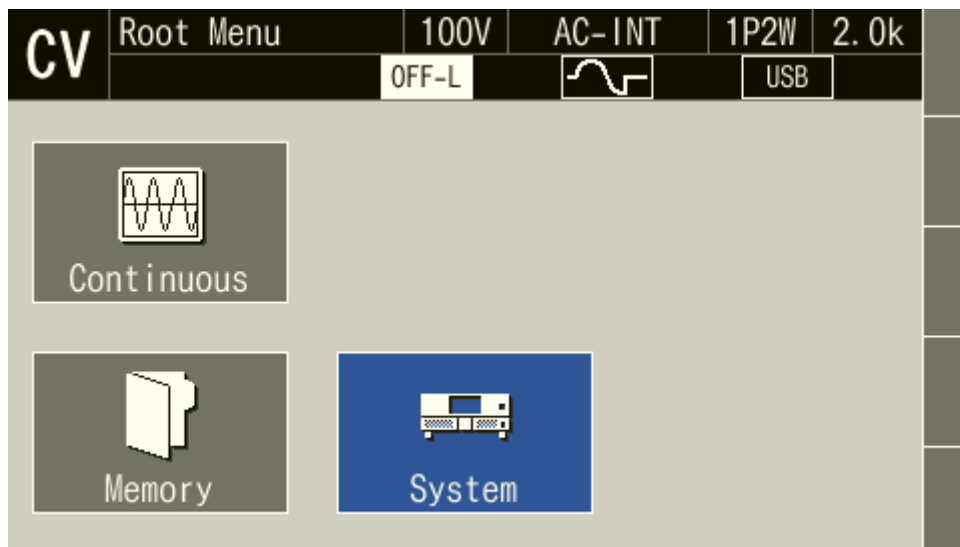 CV Root Menu 100V AC-INT 1P2W 2.0k
OFF-L USB
Continuous
Memory System